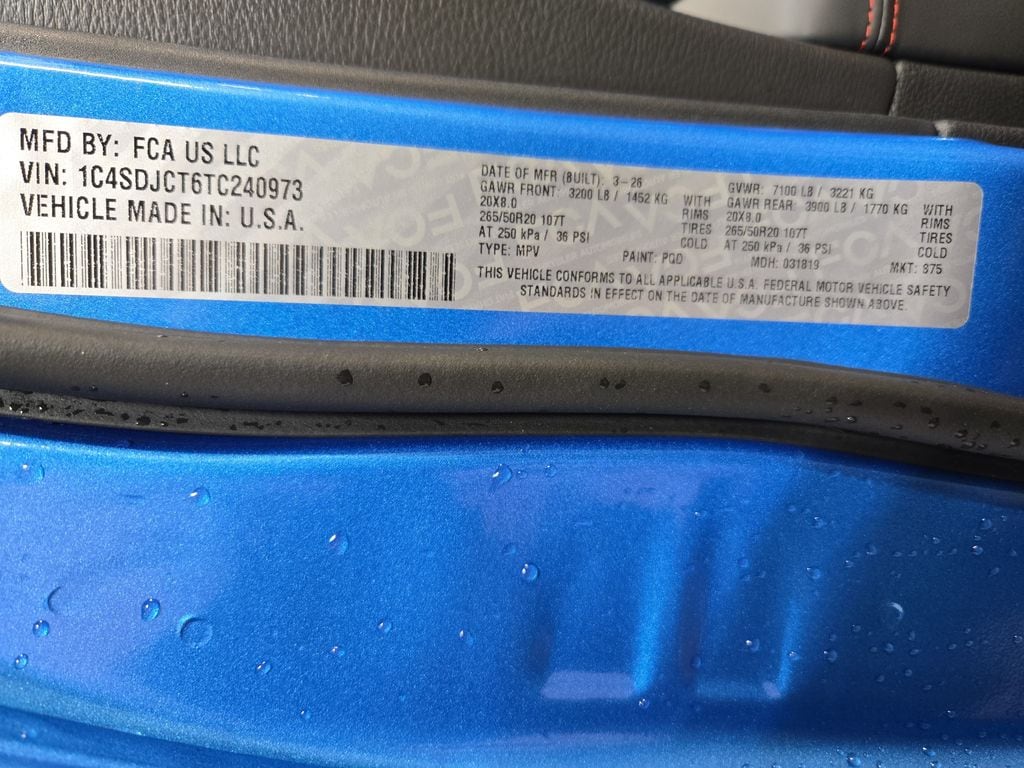 MFD BY: FCA US LLC
VIN: 1C4SDJCT6TC240973
VEHICLE MADE IN: U.S.A.
DATE OF MFR (BUILT): 3-26
GAWR FRONT: 3200 LB / 1452 KG WITH
20X8.0 RIMS
265/50R20 107T TIRES
AT 250 kPa / 36 PSI COLD
TYPE: MPV
GVWR: 7100 LB / 3221 KG
GAWR REAR: 3900 LB / 1770 KG WITH
20X8.0 RIMS
265/50R20 107T TIRES
AT 250 kPa / 36 PSI COLD
PAINT: PQD MDH: 031819 MKT: 875
THIS VEHICLE CONFORMS TO ALL APPLICABLE U.S.A. FEDERAL MOTOR VEHICLE SAFETY
STANDARDS IN EFFECT ON THE DATE OF MANUFACTURE SHOWN ABOVE.